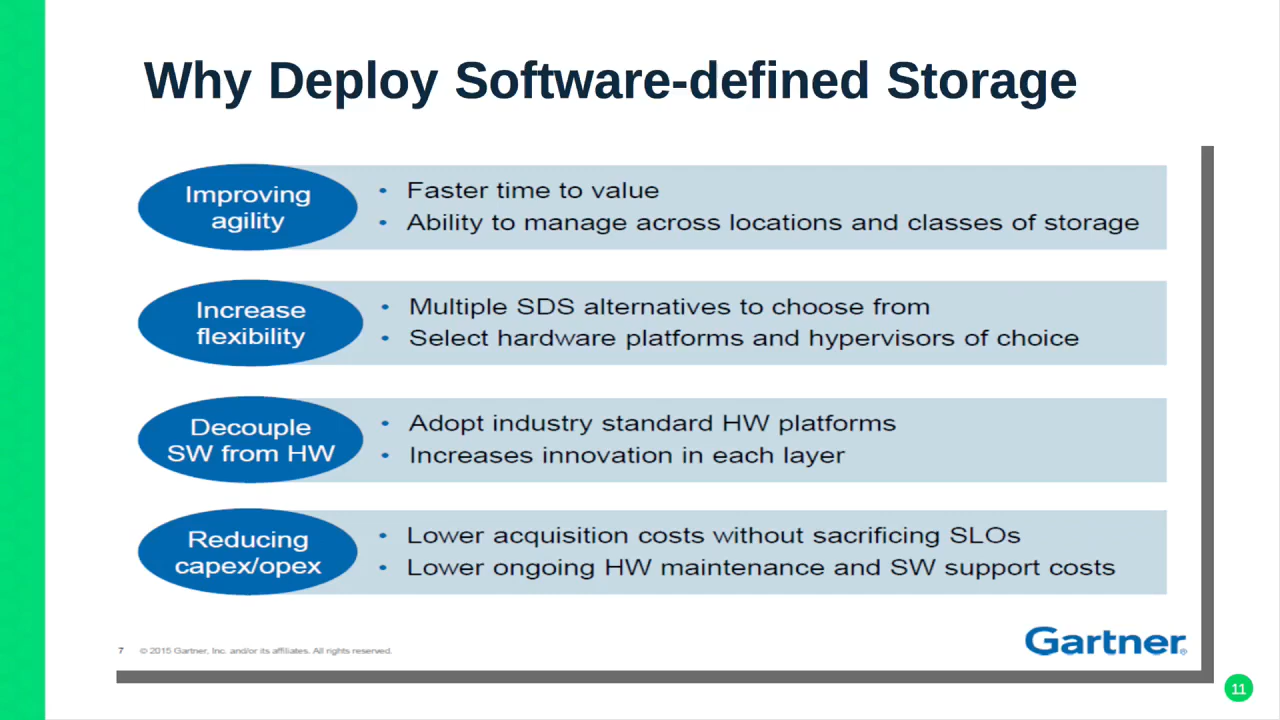 Why Deploy Software-defined Storage
Improving
agility
• Faster time to value
• Ability to manage across locations and classes of storage
Increase
flexibility
• Multiple SDS alternatives to choose from
• Select hardware platforms and hypervisors of choice
Decouple
SW from HW
• Adopt industry standard HW platforms
• Increases innovation in each layer
Reducing
capex/opex
• Lower acquisition costs without sacrificing SLOs
• Lower ongoing HW maintenance and SW support costs
7 © 2015 Gartner, Inc. and/or its affiliates. All rights reserved.
Gartner®
11